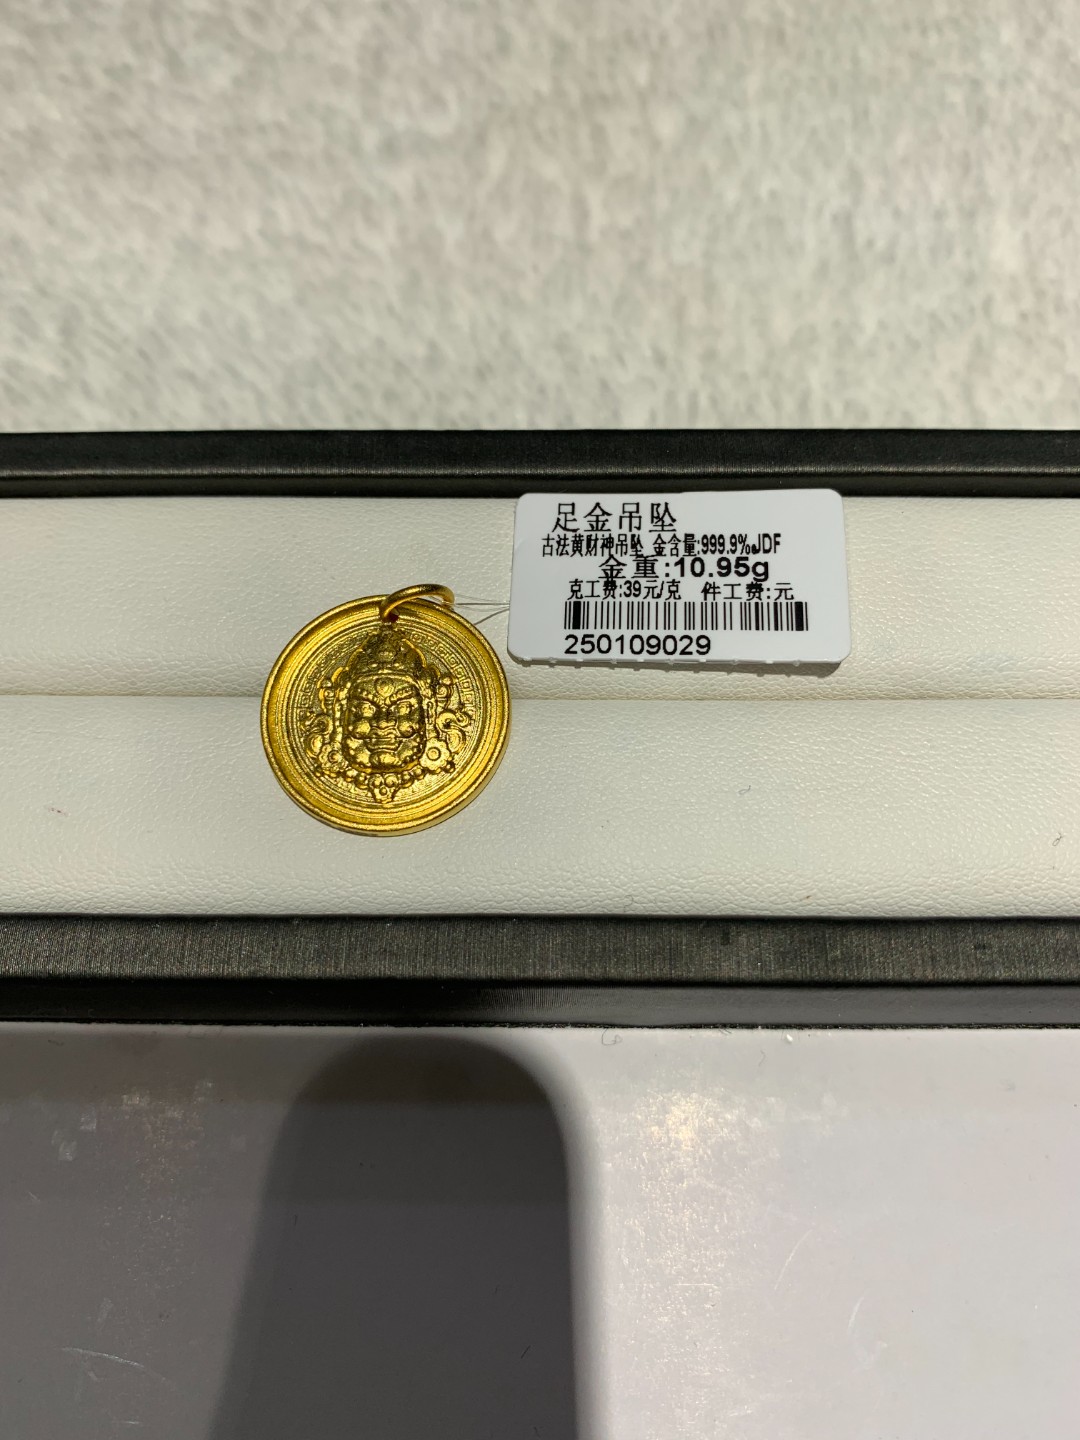 足金吊坠
古法黄财神吊坠 金含量:999.9‰JDF
金重:10.95g
克工费:39元/克 件工费:元
250109029